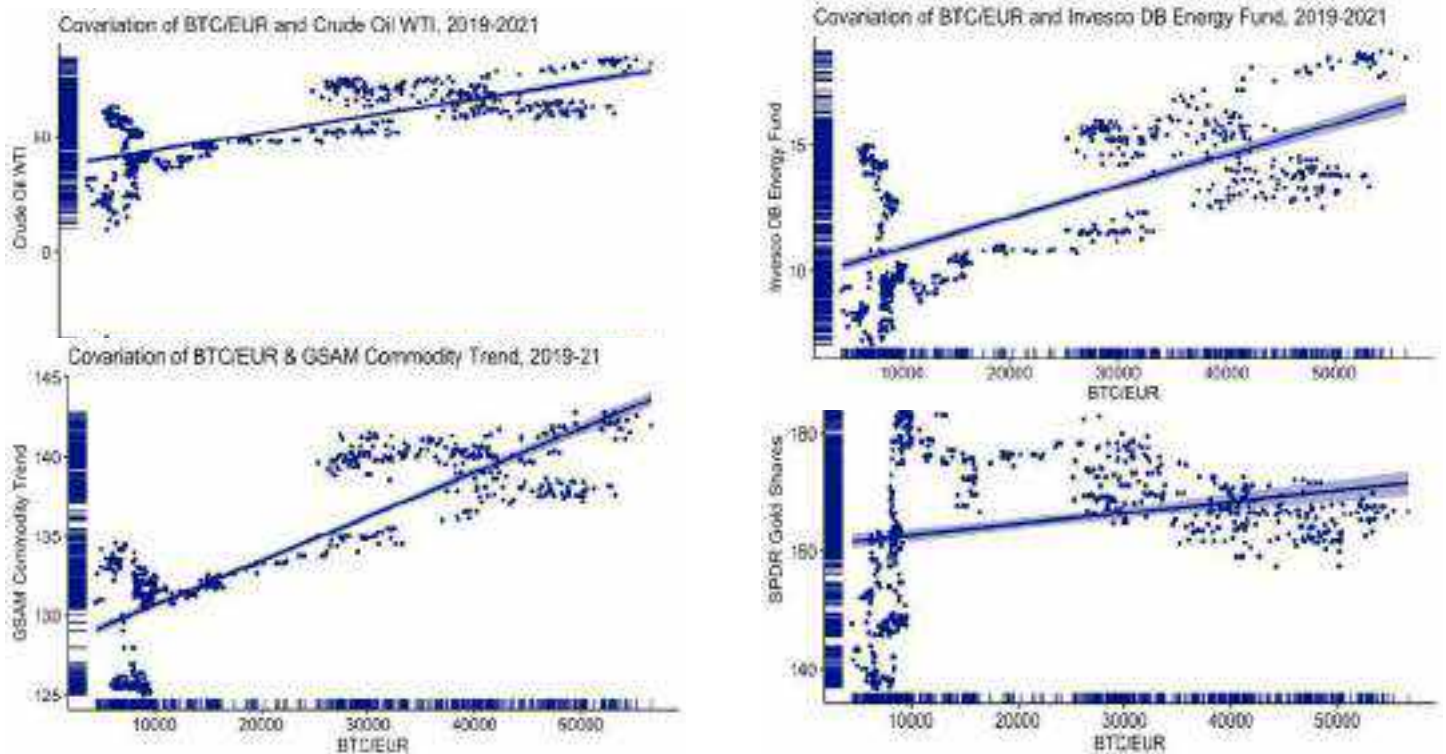 Covariation of BTC/EUR and Crude Oil WTI, 2019-2021
Crude Oil WTI
0
Covariation of BTC/EUR and Invesco DB Energy Fund, 2019-2021
Invesco DB Energy Fund
15
10
10000 20000 30000 40000 50000
BTC/EUR
Covariation of BTC/EUR & GSAM Commodity Trend, 2019-21
GSAM Commodity Trend
145
140
135
130
125
10000 20000 30000 40000 50000
BTC/EUR
SPDR Gold Shares
180
160
140
10000 20000 30000 40000 50000
BTC/EUR